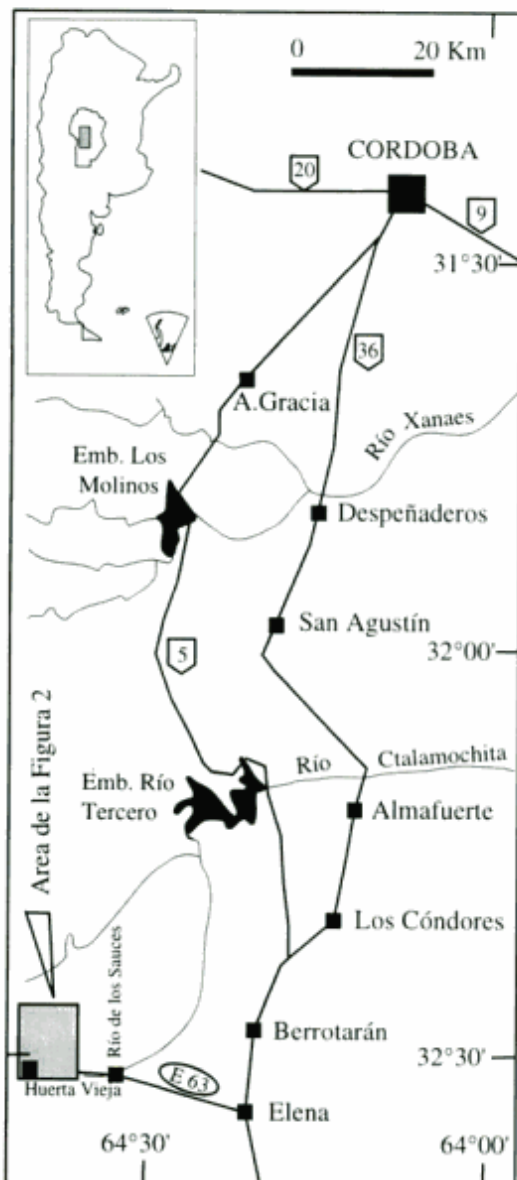 0 20 Km
CORDOBA
20
9
31°30'
36
A.Gracia
Río Xanaes
Emb. Los
Molinos
Despeñaderos
San Agustín
5
32°00'
Area de la Figura 2
Río Ctalamochita
Emb. Río
Tercero
Almafuerte
Los Cóndores
Río de los Sauces
Berrotarán
32°30'
Huerta Vieja
E 63
Elena
64°30'
64°00'